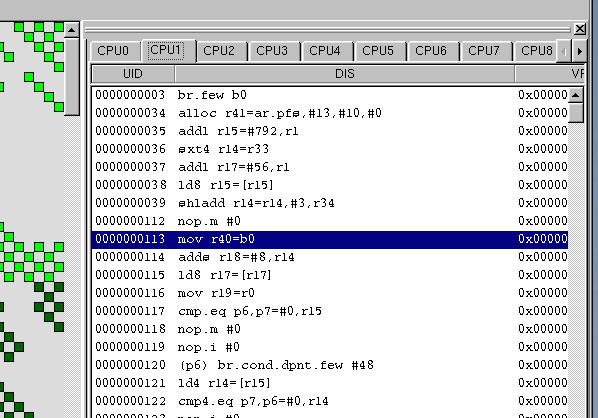 CPU0 CPU1 CPU2 CPU3 CPU4 CPU5 CPU6 CPU7 CPU8
UID DIS VF
0000000003 br.few b0 0x00000
0000000034 alloc r41=ar.pfs,#13,#10,#0 0x00000
0000000035 addl r15=#792,r1 0x00000
0000000036 sxt4 r14=r33 0x00000
0000000037 addl r17=#56,r1 0x00000
0000000038 ld8 r15=[r15] 0x00000
0000000039 shladd r14=r14,#3,r34 0x00000
0000000112 nop.m #0 0x00000
0000000113 mov r40=b0 0x00000
0000000114 adds r18=#8,r14 0x00000
0000000115 ld8 r17=[r17] 0x00000
0000000116 mov r19=r0 0x00000
0000000117 cmp.eq p6,p7=#0,r15 0x00000
0000000118 nop.m #0 0x00000
0000000119 nop.i #0 0x00000
0000000120 (p6) br.cond.dpnt.few #48 0x00000
0000000121 ld4 r14=[r15] 0x00000
0000000122 cmp4.eq p7,p6=#0,r14 0x00000